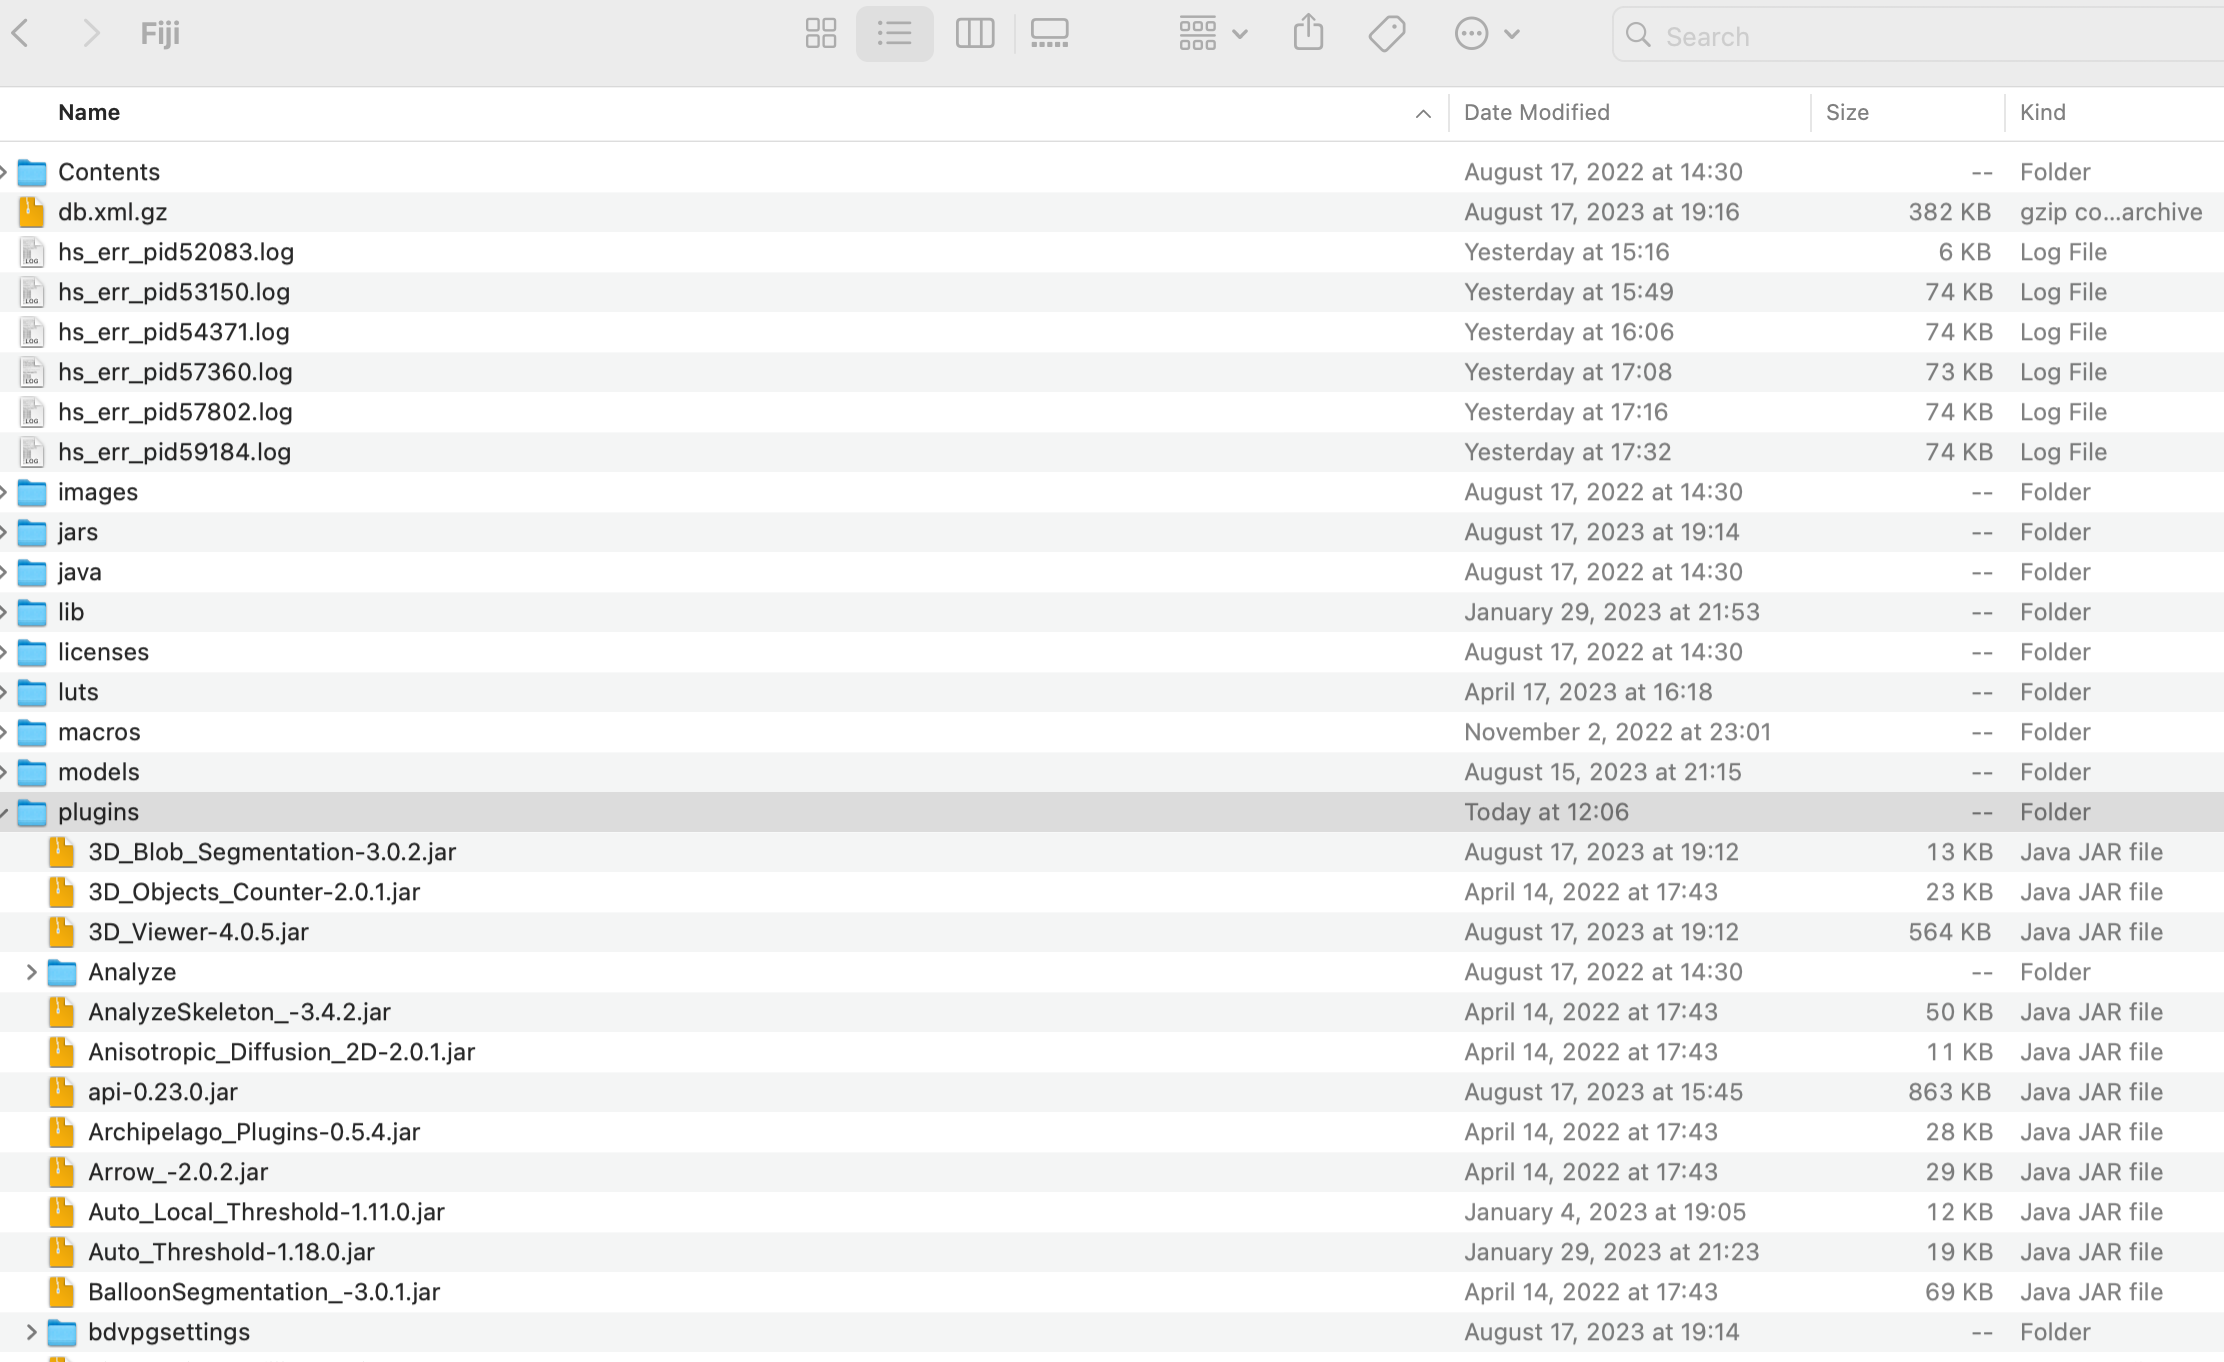 Fiji
Search
Name Date Modified Size Kind
Contents August 17, 2022 at 14:30 -- Folder
db.xml.gz August 17, 2023 at 19:16 382 KB gzip co...archive
hs_err_pid52083.log Yesterday at 15:16 6 KB Log File
hs_err_pid53150.log Yesterday at 15:49 74 KB Log File
hs_err_pid54371.log Yesterday at 16:06 74 KB Log File
hs_err_pid57360.log Yesterday at 17:08 73 KB Log File
hs_err_pid57802.log Yesterday at 17:16 74 KB Log File
hs_err_pid59184.log Yesterday at 17:32 74 KB Log File
images August 17, 2022 at 14:30 -- Folder
jars August 17, 2023 at 19:14 -- Folder
java August 17, 2022 at 14:30 -- Folder
lib January 29, 2023 at 21:53 -- Folder
licenses August 17, 2022 at 14:30 -- Folder
luts April 17, 2023 at 16:18 -- Folder
macros November 2, 2022 at 23:01 -- Folder
models August 15, 2023 at 21:15 -- Folder
plugins Today at 12:06 -- Folder
3D_Blob_Segmentation-3.0.2.jar August 17, 2023 at 19:12 13 KB Java JAR file
3D_Objects_Counter-2.0.1.jar April 14, 2022 at 17:43 23 KB Java JAR file
3D_Viewer-4.0.5.jar August 17, 2023 at 19:12 564 KB Java JAR file
Analyze August 17, 2022 at 14:30 -- Folder
AnalyzeSkeleton_-3.4.2.jar April 14, 2022 at 17:43 50 KB Java JAR file
Anisotropic_Diffusion_2D-2.0.1.jar April 14, 2022 at 17:43 11 KB Java JAR file
api-0.23.0.jar August 17, 2023 at 15:45 863 KB Java JAR file
Archipelago_Plugins-0.5.4.jar April 14, 2022 at 17:43 28 KB Java JAR file
Arrow_-2.0.2.jar April 14, 2022 at 17:43 29 KB Java JAR file
Auto_Local_Threshold-1.11.0.jar January 4, 2023 at 19:05 12 KB Java JAR file
Auto_Threshold-1.18.0.jar January 29, 2023 at 21:23 19 KB Java JAR file
BalloonSegmentation_-3.0.1.jar April 14, 2022 at 17:43 69 KB Java JAR file
bdvpgsettings August 17, 2023 at 19:14 -- Folder